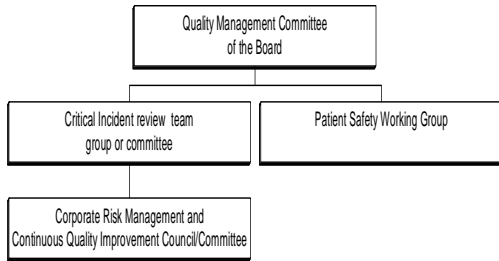 Quality Management Committee
of the Board
Critical Incident review team
group or committee
Patient Safety Working Group
Corporate Risk Management and
Continuous Quality Improvement Council/Committee